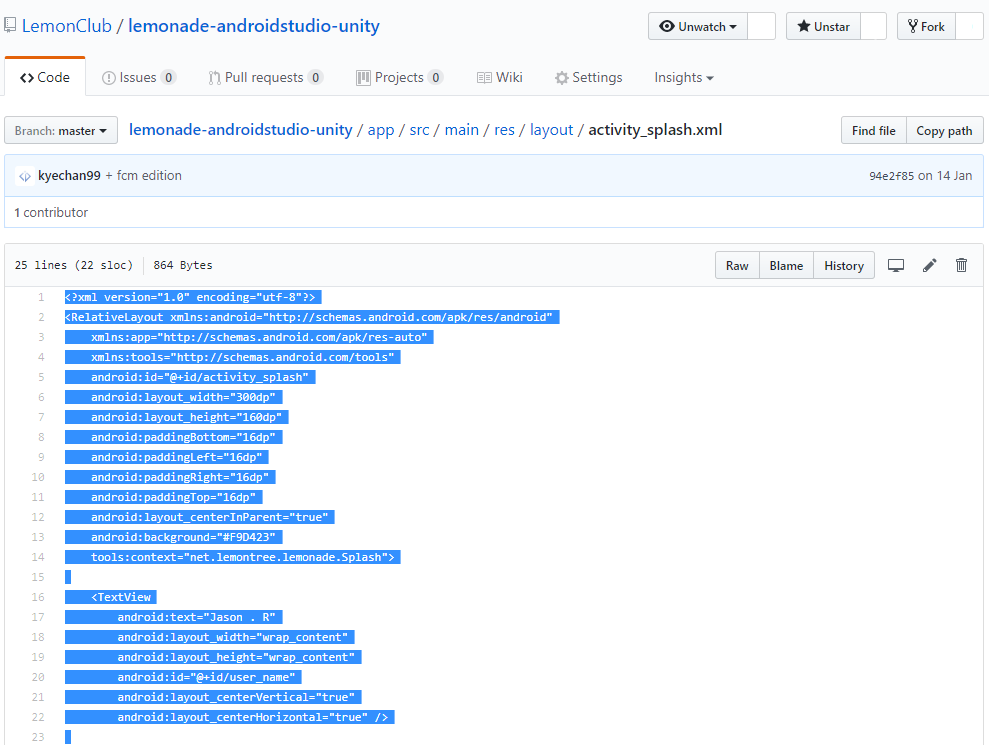 LemonClub / lemonade-androidstudio-unity
Unwatch
Unstar
Fork
Code
Issues 0
Pull requests 0
Projects 0
Wiki
Settings
Insights
Branch: master
lemonade-androidstudio-unity / app / src / main / res / layout / activity_splash.xml
Find file
Copy path
kyechan99 + fcm edition
94e2f85 on 14 Jan
1 contributor
25 lines (22 sloc)
864 Bytes
Raw
Blame
History
1 <?xml version="1.0" encoding="utf-8"?>
2 <RelativeLayout xmlns:android="http://schemas.android.com/apk/res/android"
3 xmlns:app="http://schemas.android.com/apk/res-auto"
4 xmlns:tools="http://schemas.android.com/tools"
5 android:id="@+id/activity_splash"
6 android:layout_width="300dp"
7 android:layout_height="160dp"
8 android:paddingBottom="16dp"
9 android:paddingLeft="16dp"
10 android:paddingRight="16dp"
11 android:paddingTop="16dp"
12 android:layout_centerInParent="true"
13 android:background="#F9D423"
14 tools:context="net.lemontree.lemonade.Splash">
15
16 <TextView
17 android:text="Jason . R"
18 android:layout_width="wrap_content"
19 android:layout_height="wrap_content"
20 android:id="@+id/user_name"
21 android:layout_centerVertical="true"
22 android:layout_centerHorizontal="true" />
23